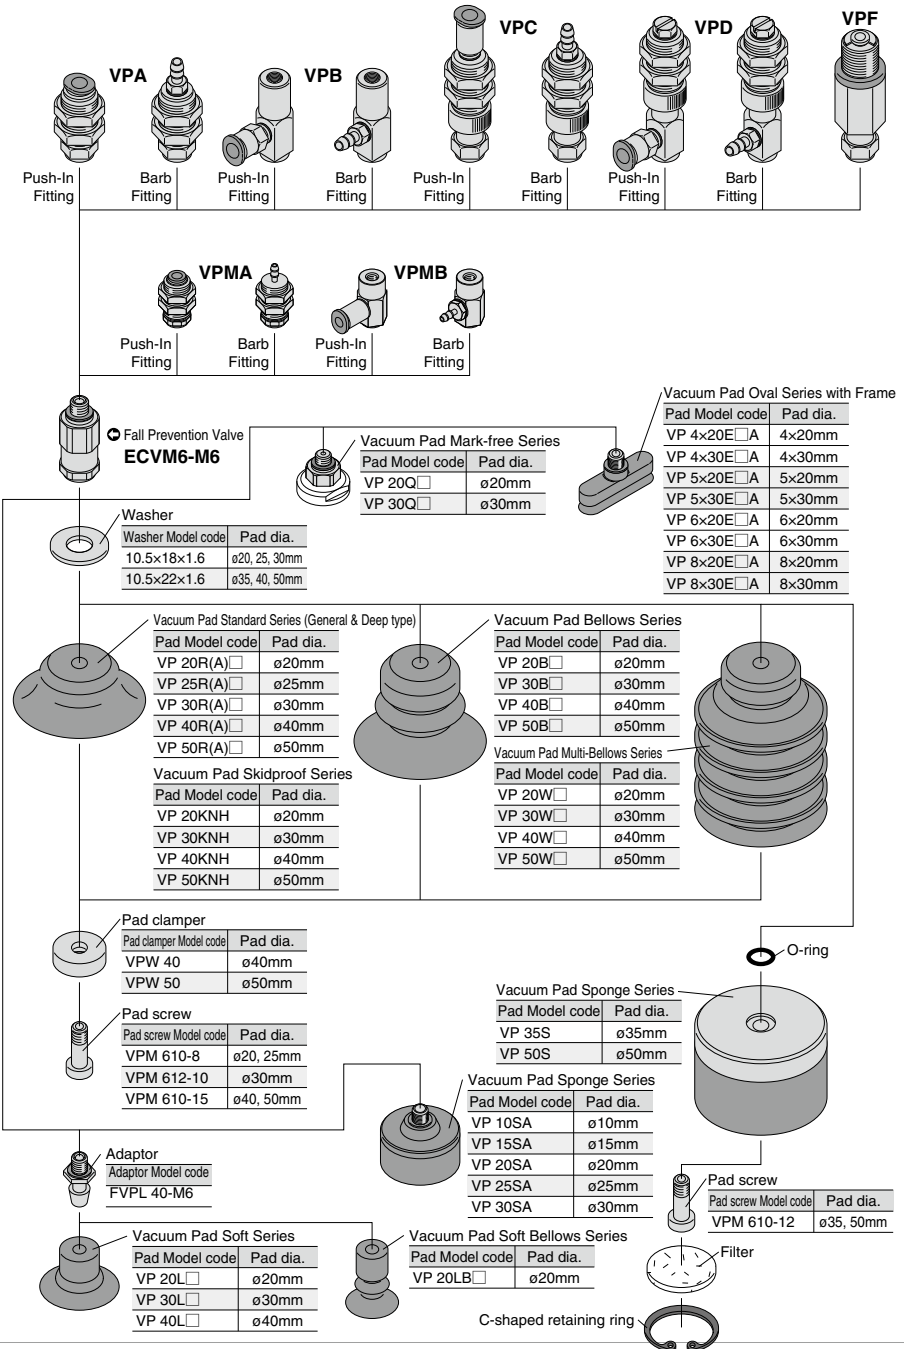 VPA
VPB
VPC
VPD
VPF
Push-In
Fitting
Barb
Fitting
Push-In
Fitting
Barb
Fitting
Push-In
Fitting
Barb
Fitting
Push-In
Fitting
Barb
Fitting
VPMA
VPMB
Push-In
Fitting
Barb
Fitting
Push-In
Fitting
Barb
Fitting
Fall Prevention Valve
ECVM6-M6
Vacuum Pad Mark-free Series
Pad Model code Pad dia.
VP 20Q□ ø20mm
VP 30Q□ ø30mm
Vacuum Pad Oval Series with Frame
Pad Model code Pad dia.
VP 4×20E□A 4×20mm
VP 4×30E□A 4×30mm
VP 5×20E□A 5×20mm
VP 5×30E□A 5×30mm
VP 6×20E□A 6×20mm
VP 6×30E□A 6×30mm
VP 8×20E□A 8×20mm
VP 8×30E□A 8×30mm
Washer
Washer Model code Pad dia.
10.5×18×1.6 ø20, 25, 30mm
10.5×22×1.6 ø35, 40, 50mm
Vacuum Pad Standard Series (General & Deep type)
Pad Model code Pad dia.
VP 20R(A)□ ø20mm
VP 25R(A)□ ø25mm
VP 30R(A)□ ø30mm
VP 40R(A)□ ø40mm
VP 50R(A)□ ø50mm
Vacuum Pad Skidproof Series
Pad Model code Pad dia.
VP 20KNH ø20mm
VP 30KNH ø30mm
VP 40KNH ø40mm
VP 50KNH ø50mm
Vacuum Pad Bellows Series
Pad Model code Pad dia.
VP 20B□ ø20mm
VP 30B□ ø30mm
VP 40B□ ø40mm
VP 50B□ ø50mm
Vacuum Pad Multi-Bellows Series
Pad Model code Pad dia.
VP 20W□ ø20mm
VP 30W□ ø30mm
VP 40W□ ø40mm
VP 50W□ ø50mm
Pad clamper
Pad clamper Model code Pad dia.
VPW 40 ø40mm
VPW 50 ø50mm
Pad screw
Pad screw Model code Pad dia.
VPM 610-8 ø20, 25mm
VPM 612-10 ø30mm
VPM 610-15 ø40, 50mm
O-ring
Vacuum Pad Sponge Series
Pad Model code Pad dia.
VP 35S ø35mm
VP 50S ø50mm
Vacuum Pad Sponge Series
Pad Model code Pad dia.
VP 10SA ø10mm
VP 15SA ø15mm
VP 20SA ø20mm
VP 25SA ø25mm
VP 30SA ø30mm
Adaptor
Adaptor Model code
FVPL 40-M6
Pad screw
Pad screw Model code Pad dia.
VPM 610-12 ø35, 50mm
Vacuum Pad Soft Series
Pad Model code Pad dia.
VP 20L□ ø20mm
VP 30L□ ø30mm
VP 40L□ ø40mm
Vacuum Pad Soft Bellows Series
Pad Model code Pad dia.
VP 20LB□ ø20mm
Filter
C-shaped retaining ring